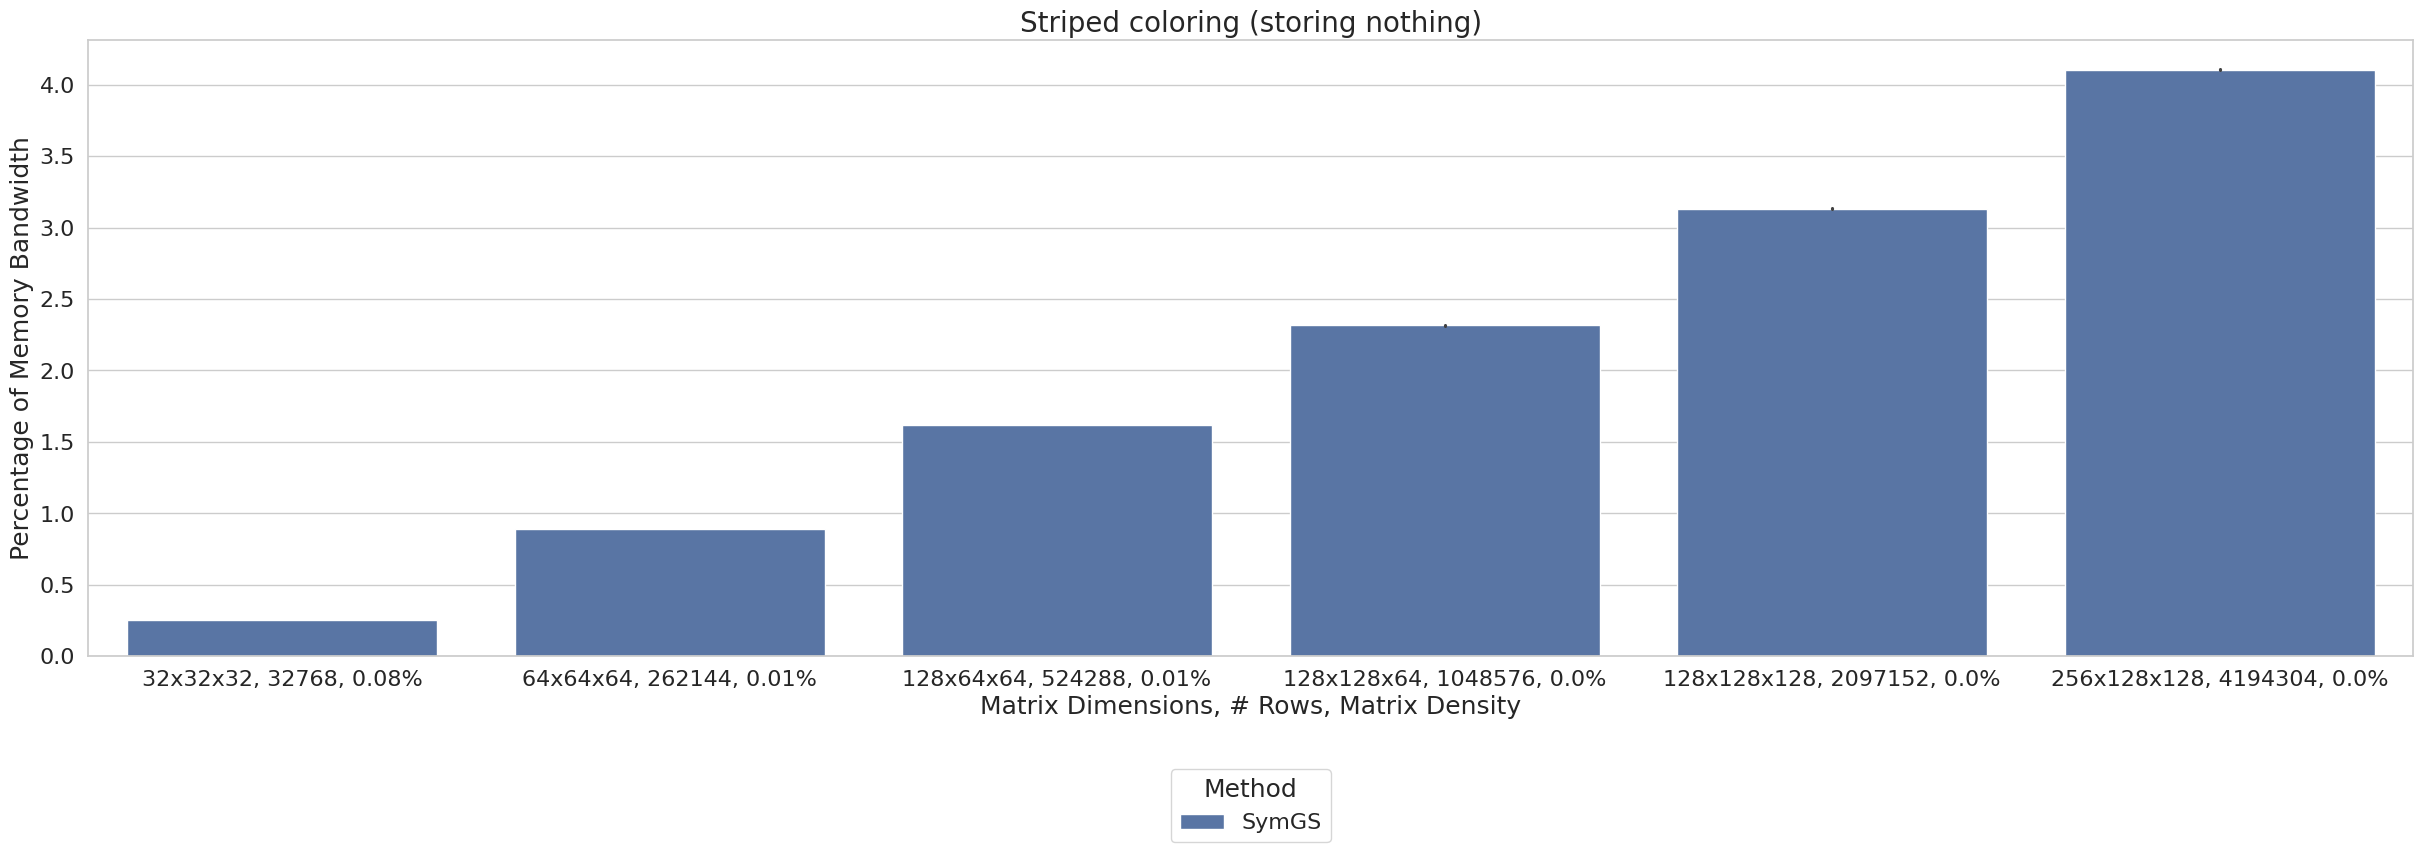 Striped coloring (storing nothing)
Percentage of Memory Bandwidth
4.0
3.5
3.0
2.5
2.0
1.5
1.0
0.5
0.0
32x32x32, 32768, 0.08%
64x64x64, 262144, 0.01%
128x64x64, 524288, 0.01%
128x128x64, 1048576, 0.0%
128x128x128, 2097152, 0.0%
256x128x128, 4194304, 0.0%
Matrix Dimensions, # Rows, Matrix Density
Method
SymGS